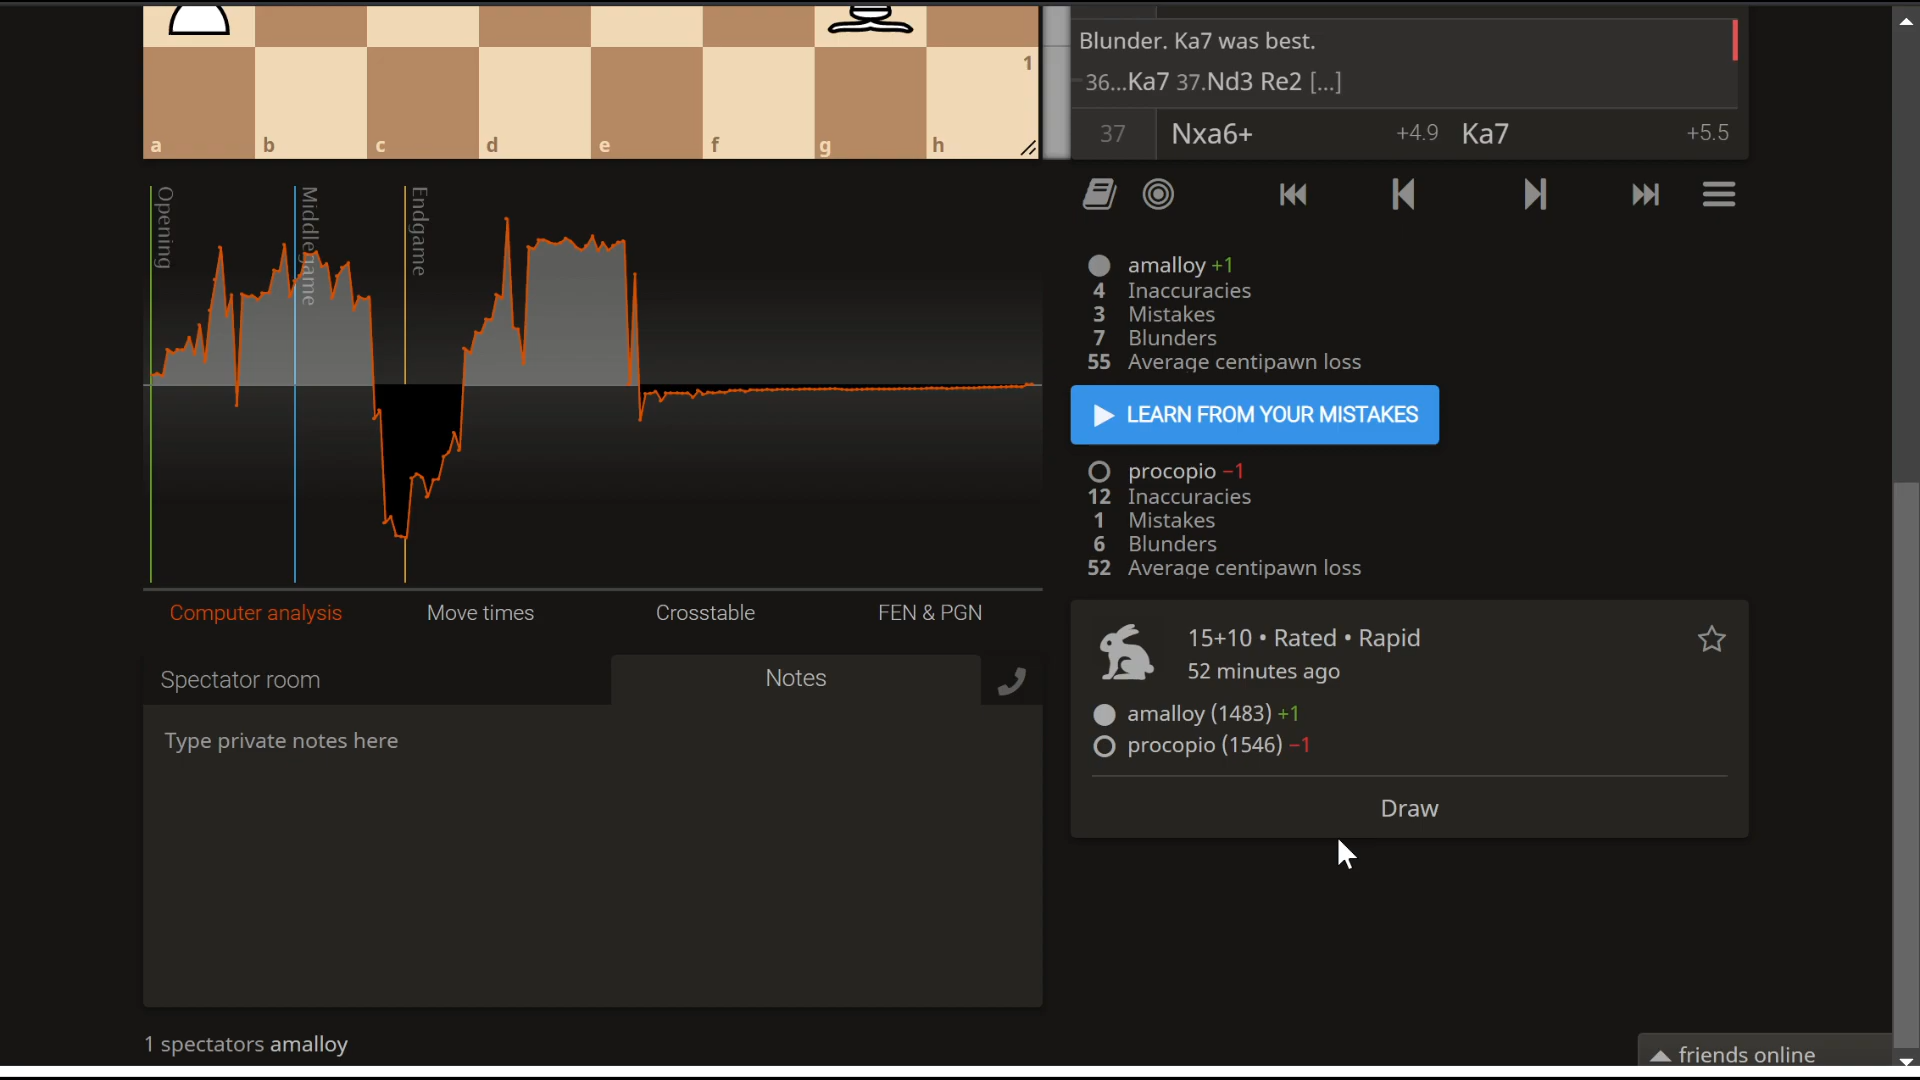 Blunder. Ka7 was best.
36...Ka7 37.Nd3 Re2 [...]
37 Nxa6+ +4.9 Ka7 +5.5
1
a b c d e f g h
Opening
Middlegame
Endgame
amalloy +1
4 Inaccuracies
3 Mistakes
7 Blunders
55 Average centipawn loss
LEARN FROM YOUR MISTAKES
procopio −1
12 Inaccuracies
1 Mistakes
6 Blunders
52 Average centipawn loss
Computer analysis Move times Crosstable FEN & PGN
Spectator room Notes
Type private notes here
15+10 • Rated • Rapid
52 minutes ago
amalloy (1483) +1
procopio (1546) −1
Draw
1 spectators amalloy
friends online